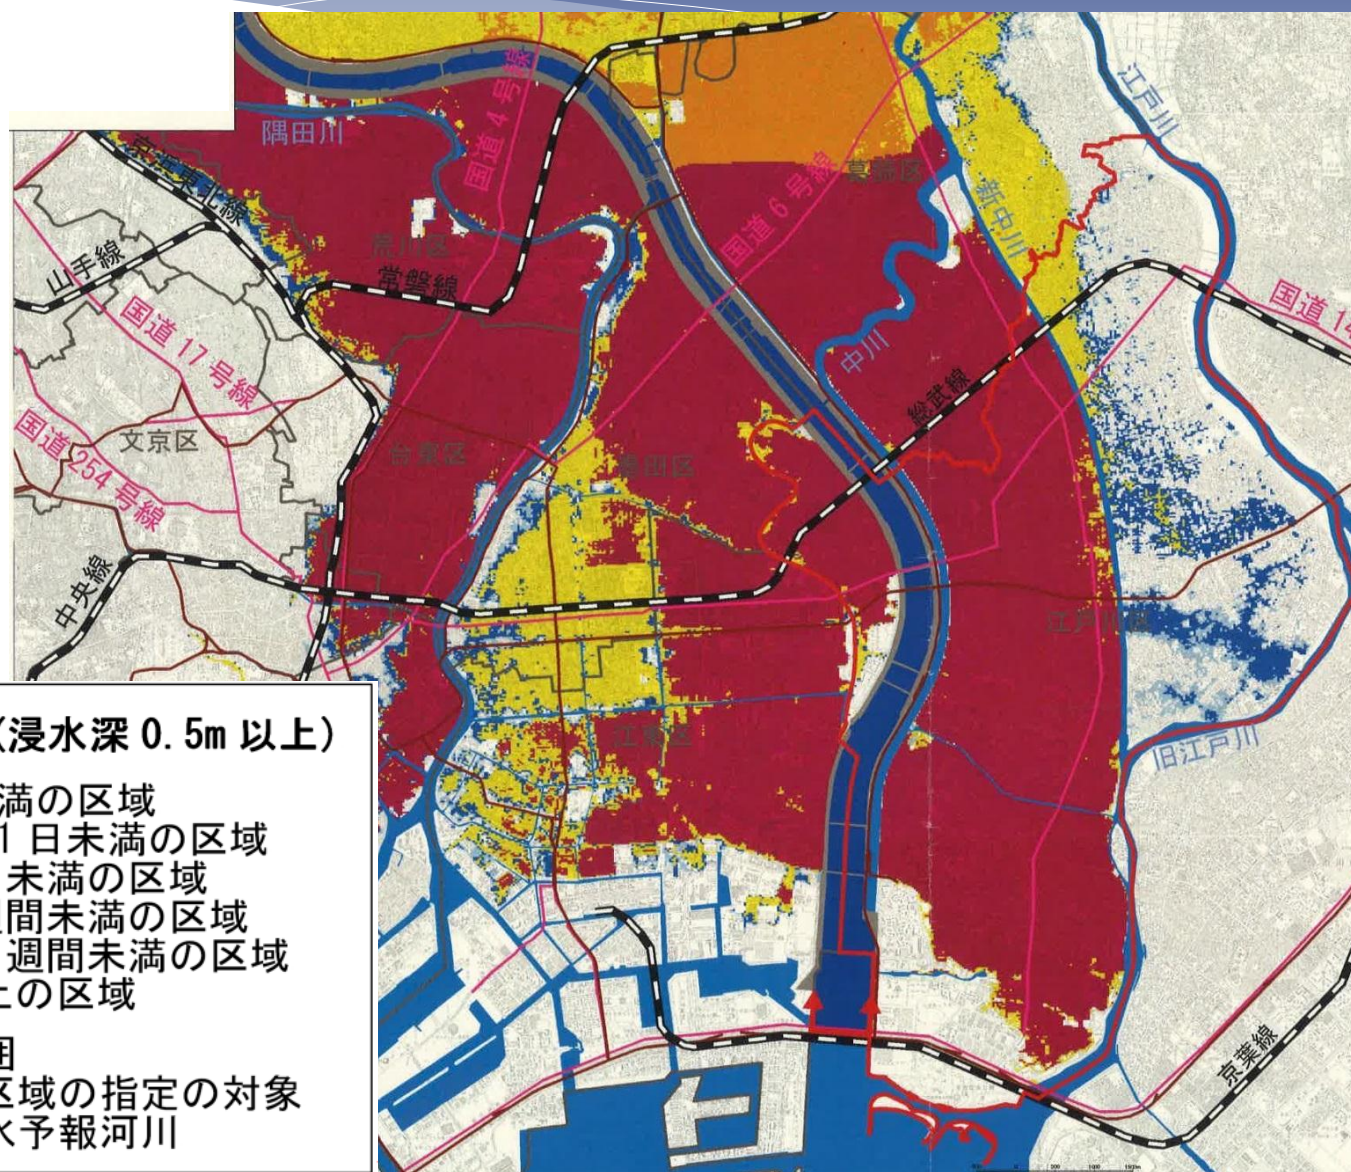 江戸川
国道4号線
隅田川
京浜東北線
葛飾区
新中川
国道6号線
荒川区
山手線
常磐線
国道14
国道17号線
中川
総武線
国道254号線
文京区
台東区
墨田区
中央線
江戸川区
江東区
旧江戸川
京葉線
(浸水深0.5m以上)
満の区域
1日未満の区域
未満の区域
週間未満の区域
週間未満の区域
上の区域
囲
区域の指定の対象
水予報河川